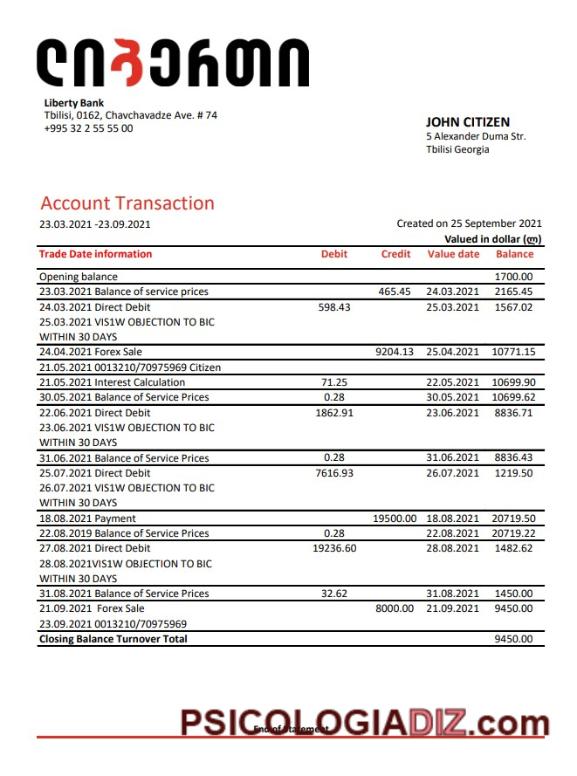 ლიბერთი
Liberty Bank
Tbilisi, 0162, Chavchavadze Ave. # 74
+995 32 2 55 55 00
JOHN CITIZEN
5 Alexander Duma Str.
Tbilisi Georgia
Account Transaction
23.03.2021 -23.09.2021 Created on 25 September 2021
Valued in dollar (ლ)
Trade Date information Debit Credit Value date Balance
Opening balance 1700.00
23.03.2021 Balance of service prices 465.45 24.03.2021 2165.45
24.03.2021 Direct Debit 598.43 25.03.2021 1567.02
25.03.2021 VIS1W OBJECTION TO BIC
WITHIN 30 DAYS
24.04.2021 Forex Sale 9204.13 25.04.2021 10771.15
21.05.2021 0013210/70975969 Citizen
21.05.2021 Interest Calculation 71.25 22.05.2021 10699.90
30.05.2021 Balance of Service Prices 0.28 30.05.2021 10699.62
22.06.2021 Direct Debit 1862.91 23.06.2021 8836.71
23.06.2021 VIS1W OBJECTION TO BIC
WITHIN 30 DAYS
31.06.2021 Balance of Service Prices 0.28 31.06.2021 8836.43
25.07.2021 Direct Debit 7616.93 26.07.2021 1219.50
26.07.2021 VIS1W OBJECTION TO BIC
WITHIN 30 DAYS
18.08.2021 Payment 19500.00 18.08.2021 20719.50
22.08.2019 Balance of Service Prices 0.28 22.08.2021 20719.22
27.08.2021 Direct Debit 19236.60 28.08.2021 1482.62
28.08.2021VIS1W OBJECTION TO BIC
WITHIN 30 DAYS
31.08.2021 Balance of Service Prices 32.62 31.08.2021 1450.00
21.09.2021 Forex Sale 8000.00 21.09.2021 9450.00
23.09.2021 0013210/70975969
Closing Balance Turnover Total 9450.00
PSICOLOGIADIZ.com
End of Statement